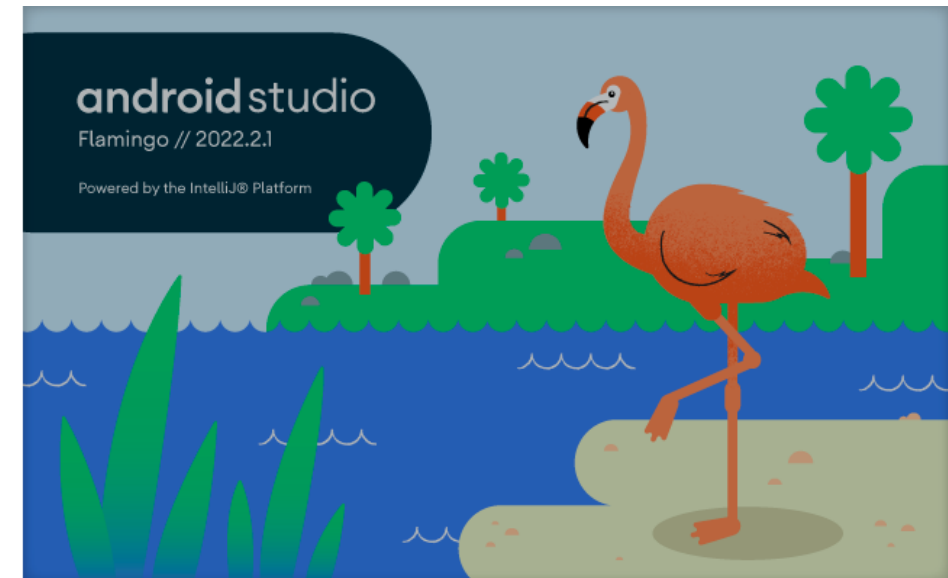 android studio
Flamingo // 2022.2.1
Powered by the IntelliJ® Platform